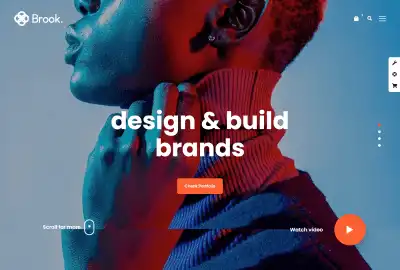 Brook.
design & build
brands
Check Portfolio
Scroll for more
Watch video